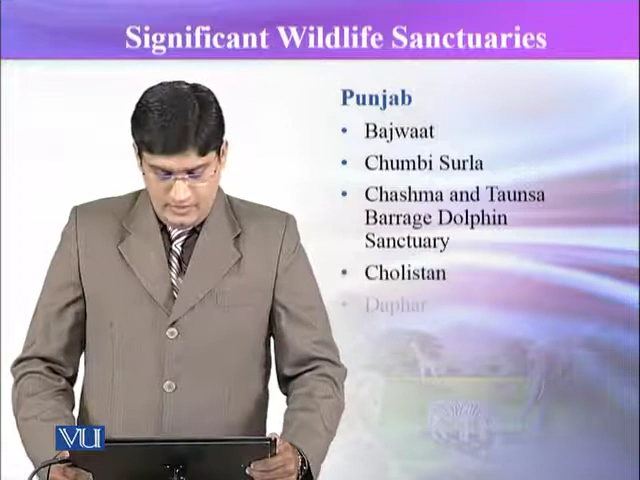 Significant Wildlife Sanctuaries
Punjab
• Bajwaat
• Chumbi Surla
• Chashma and Taunsa
Barrage Dolphin
Sanctuary
• Cholistan
• Daphar
VU